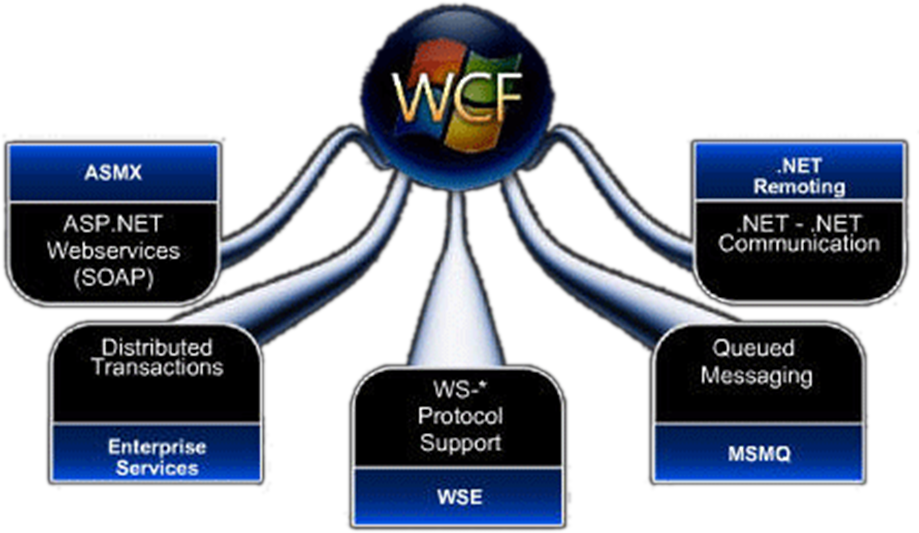 WCF
ASMX
ASP.NET
Webservices
(SOAP)
.NET
Remoting
.NET - .NET
Communication
Distributed
Transactions
Enterprise
Services
WS-*
Protocol
Support
WSE
Queued
Messaging
MSMQ